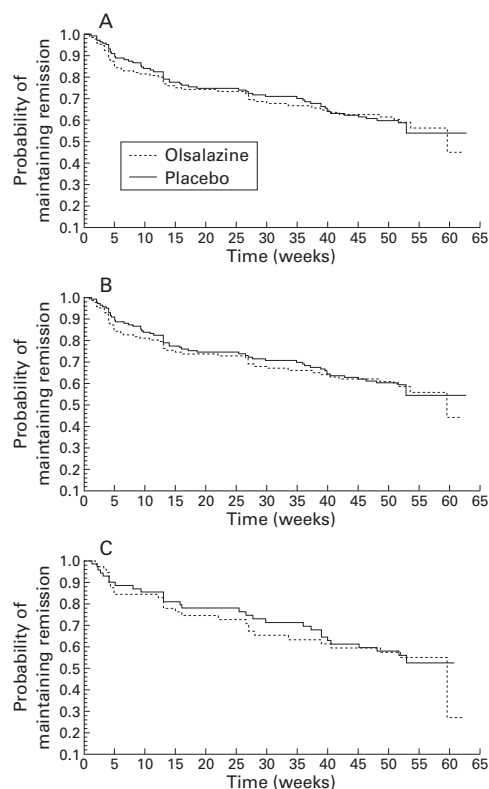 A
Probability of
maintaining remission
1.0
0.9
0.8
0.7
0.6
0.5
0.4
0.3
0.2
0.1
Olsalazine
Placebo
0 5 10 15 20 25 30 35 40 45 50 55 60 65
Time (weeks)
B
Probability of
maintaining remission
1.0
0.9
0.8
0.7
0.6
0.5
0.4
0.3
0.2
0.1
0 5 10 15 20 25 30 35 40 45 50 55 60 65
Time (weeks)
C
Probability of
maintaining remission
1.0
0.9
0.8
0.7
0.6
0.5
0.4
0.3
0.2
0.1
0 5 10 15 20 25 30 35 40 45 50 55 60 65
Time (weeks)